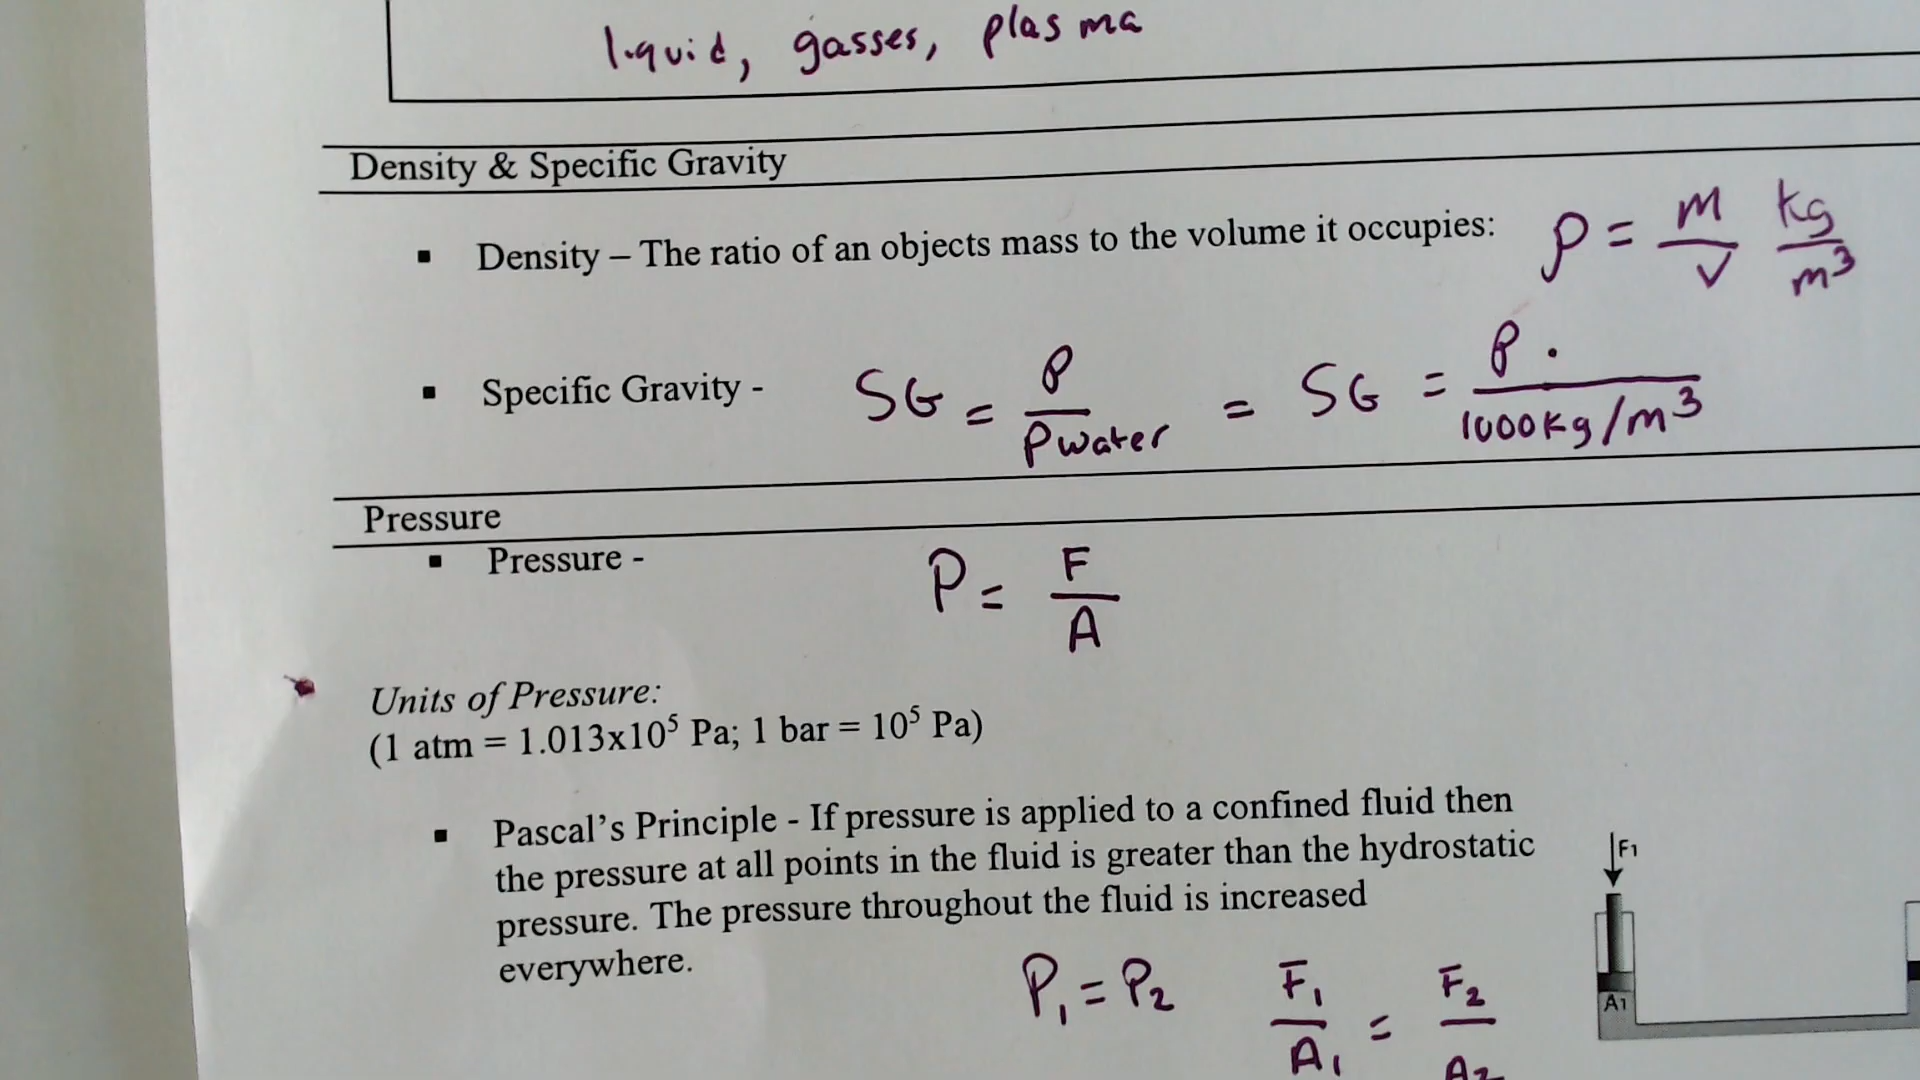 liquid, gasses, plasma
Density & Specific Gravity
▪ Density – The ratio of an objects mass to the volume it occupies: ρ = m/V kg/m³
▪ Specific Gravity - SG = ρ/ρwater = SG = ρ/1000kg/m³
Pressure
▪ Pressure - P = F/A
Units of Pressure:
(1 atm = 1.013x10⁵ Pa; 1 bar = 10⁵ Pa)
▪ Pascal's Principle - If pressure is applied to a confined fluid then
the pressure at all points in the fluid is greater than the hydrostatic
pressure. The pressure throughout the fluid is increased
everywhere.
P₁ = P₂ F₁/A₁ = F₂/A₂
F1
A1